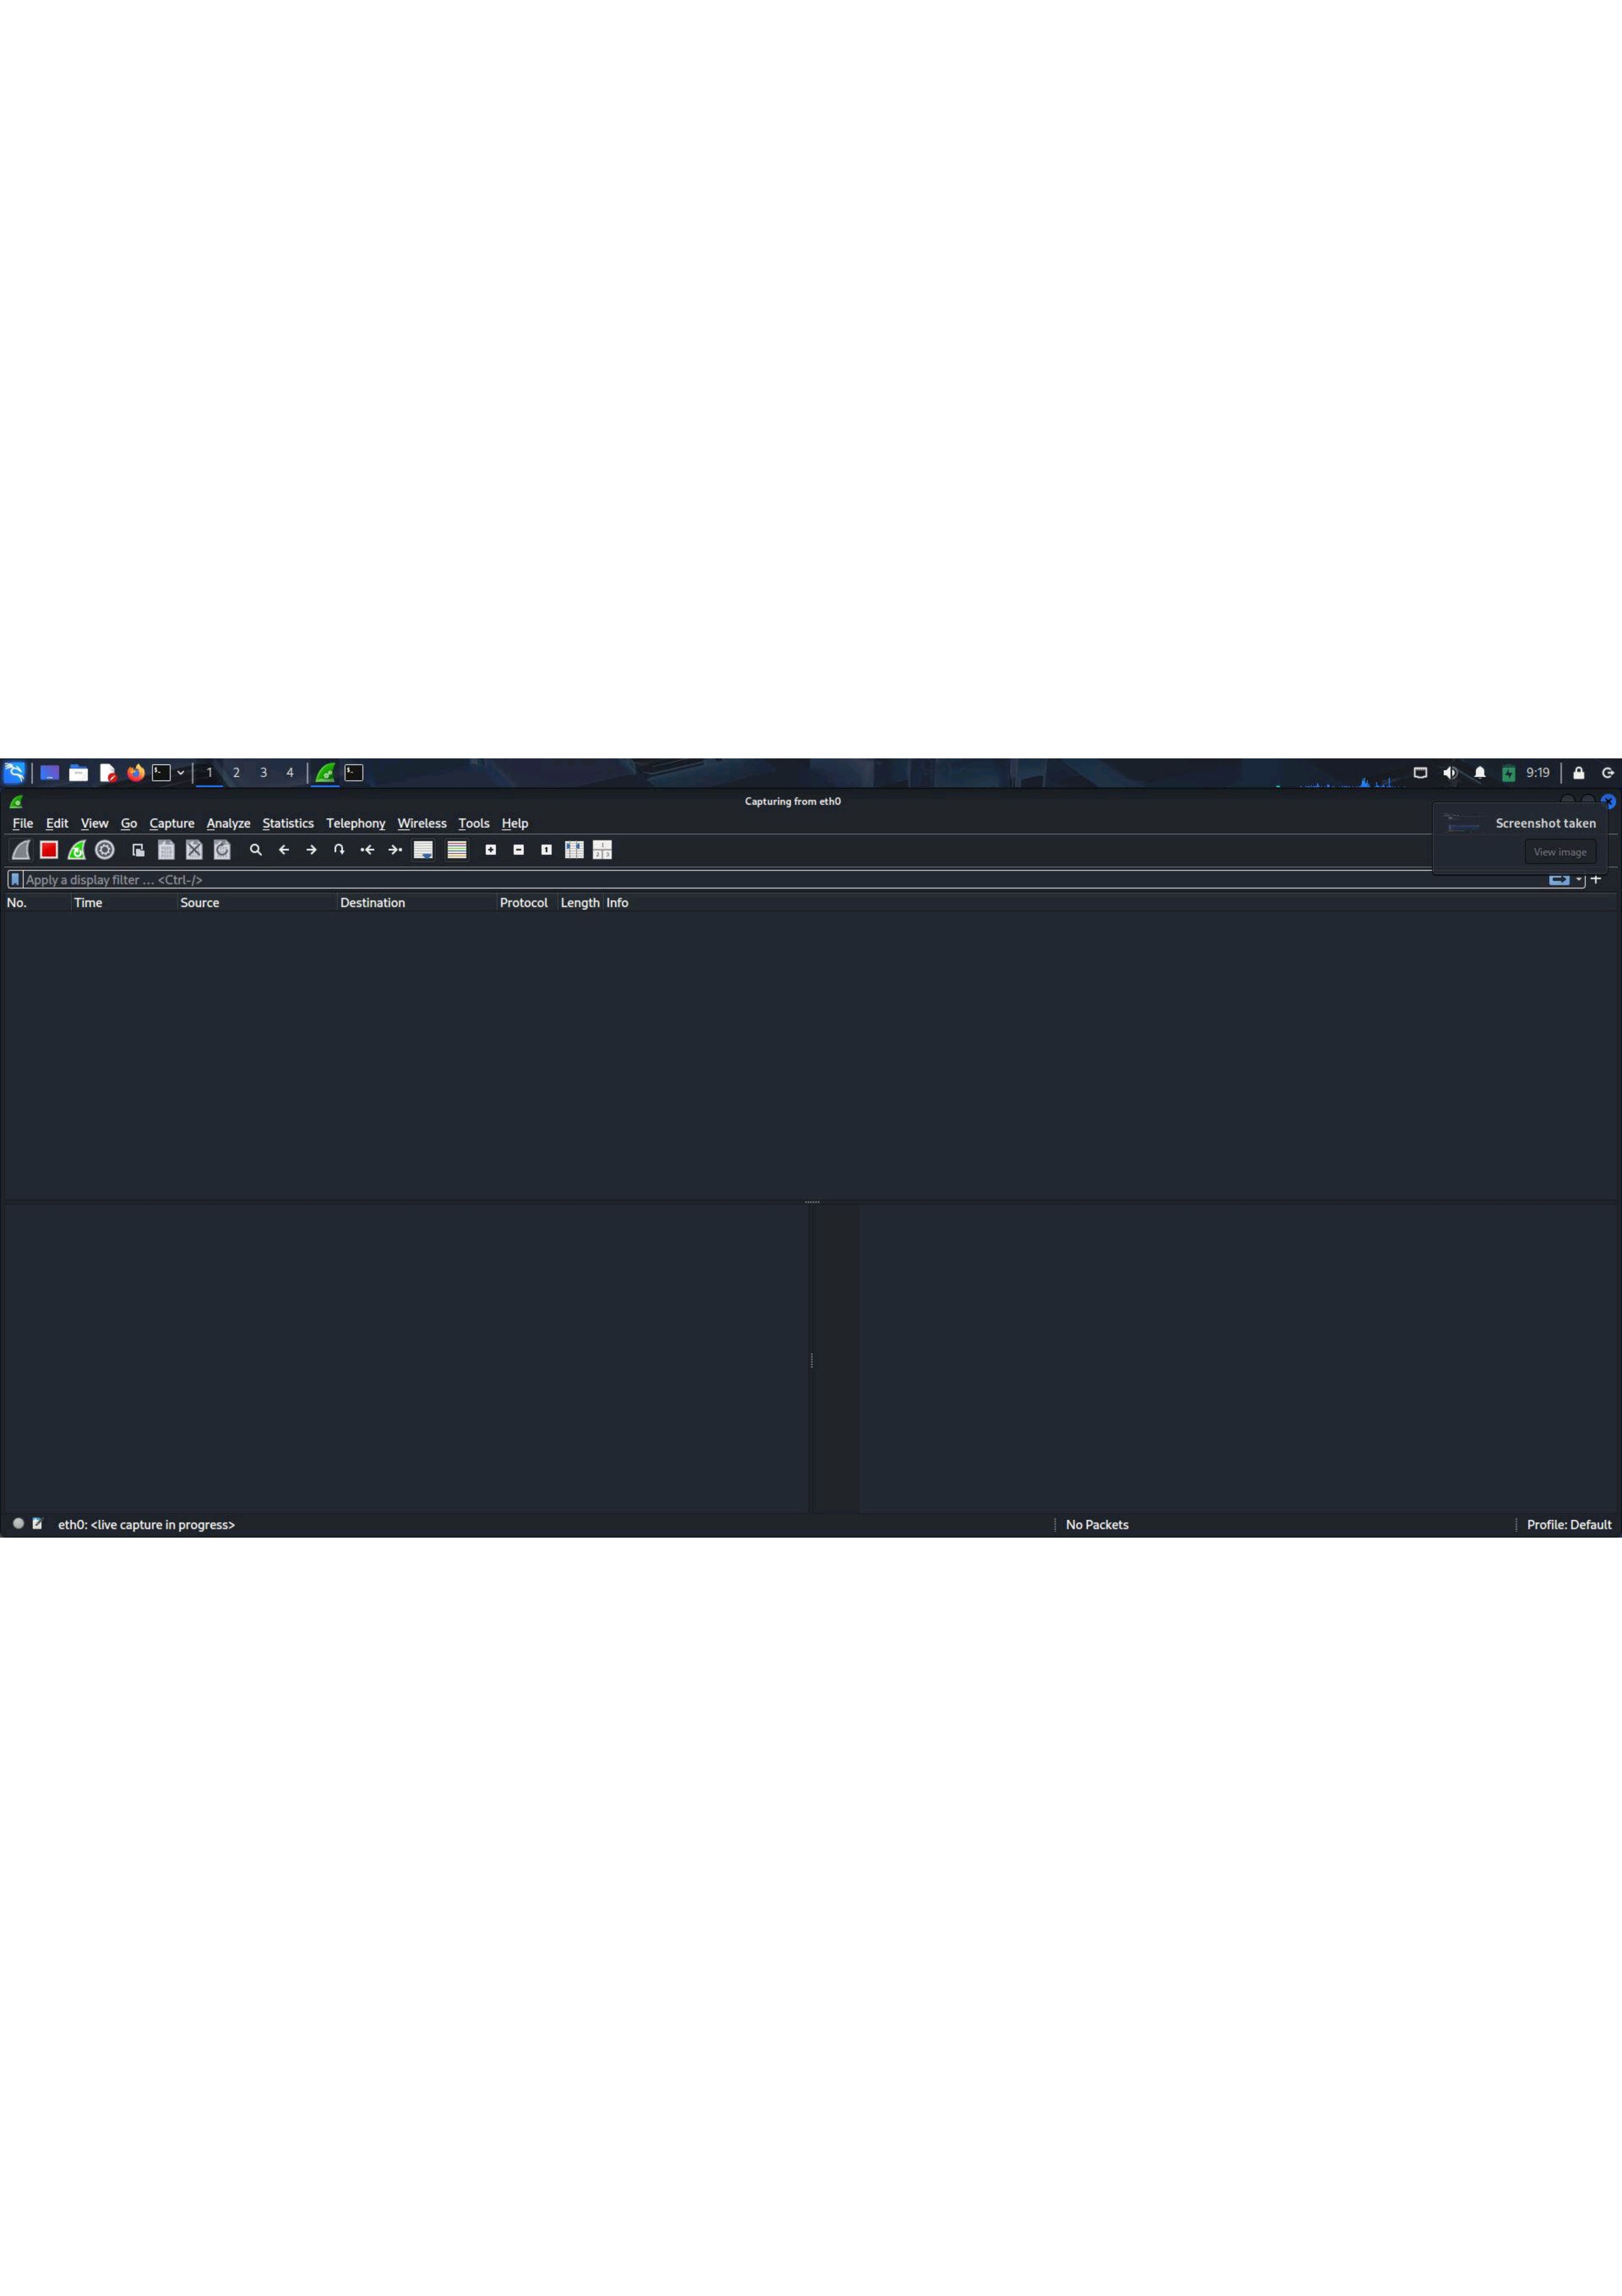 1 2 3 4 9:19
Capturing from eth0
File Edit View Go Capture Analyze Statistics Telephony Wireless Tools Help
Screenshot taken
View image
Apply a display filter ... <Ctrl-/>
No. Time Source Destination Protocol Length Info
eth0: <live capture in progress> No Packets Profile: Default